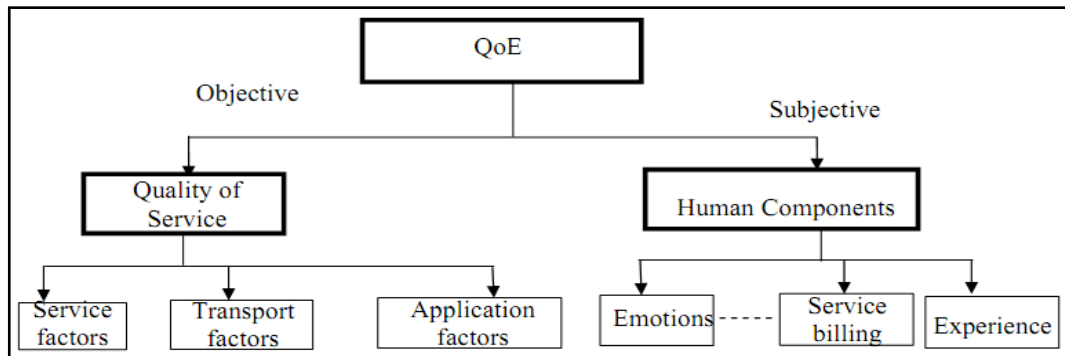 QoE
Objective
Subjective
Quality of
Service
Human Components
Service
factors
Transport
factors
Application
factors
Emotions
Service
billing
Experience